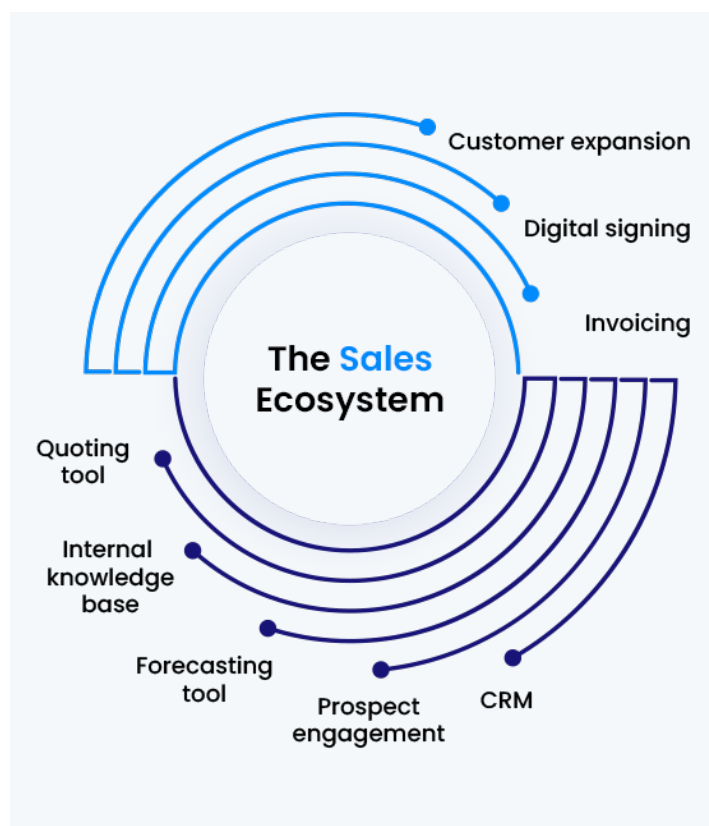 Customer expansion
Digital signing
Invoicing
The Sales
Ecosystem
Quoting
tool
Internal
knowledge
base
Forecasting
tool
Prospect
engagement
CRM